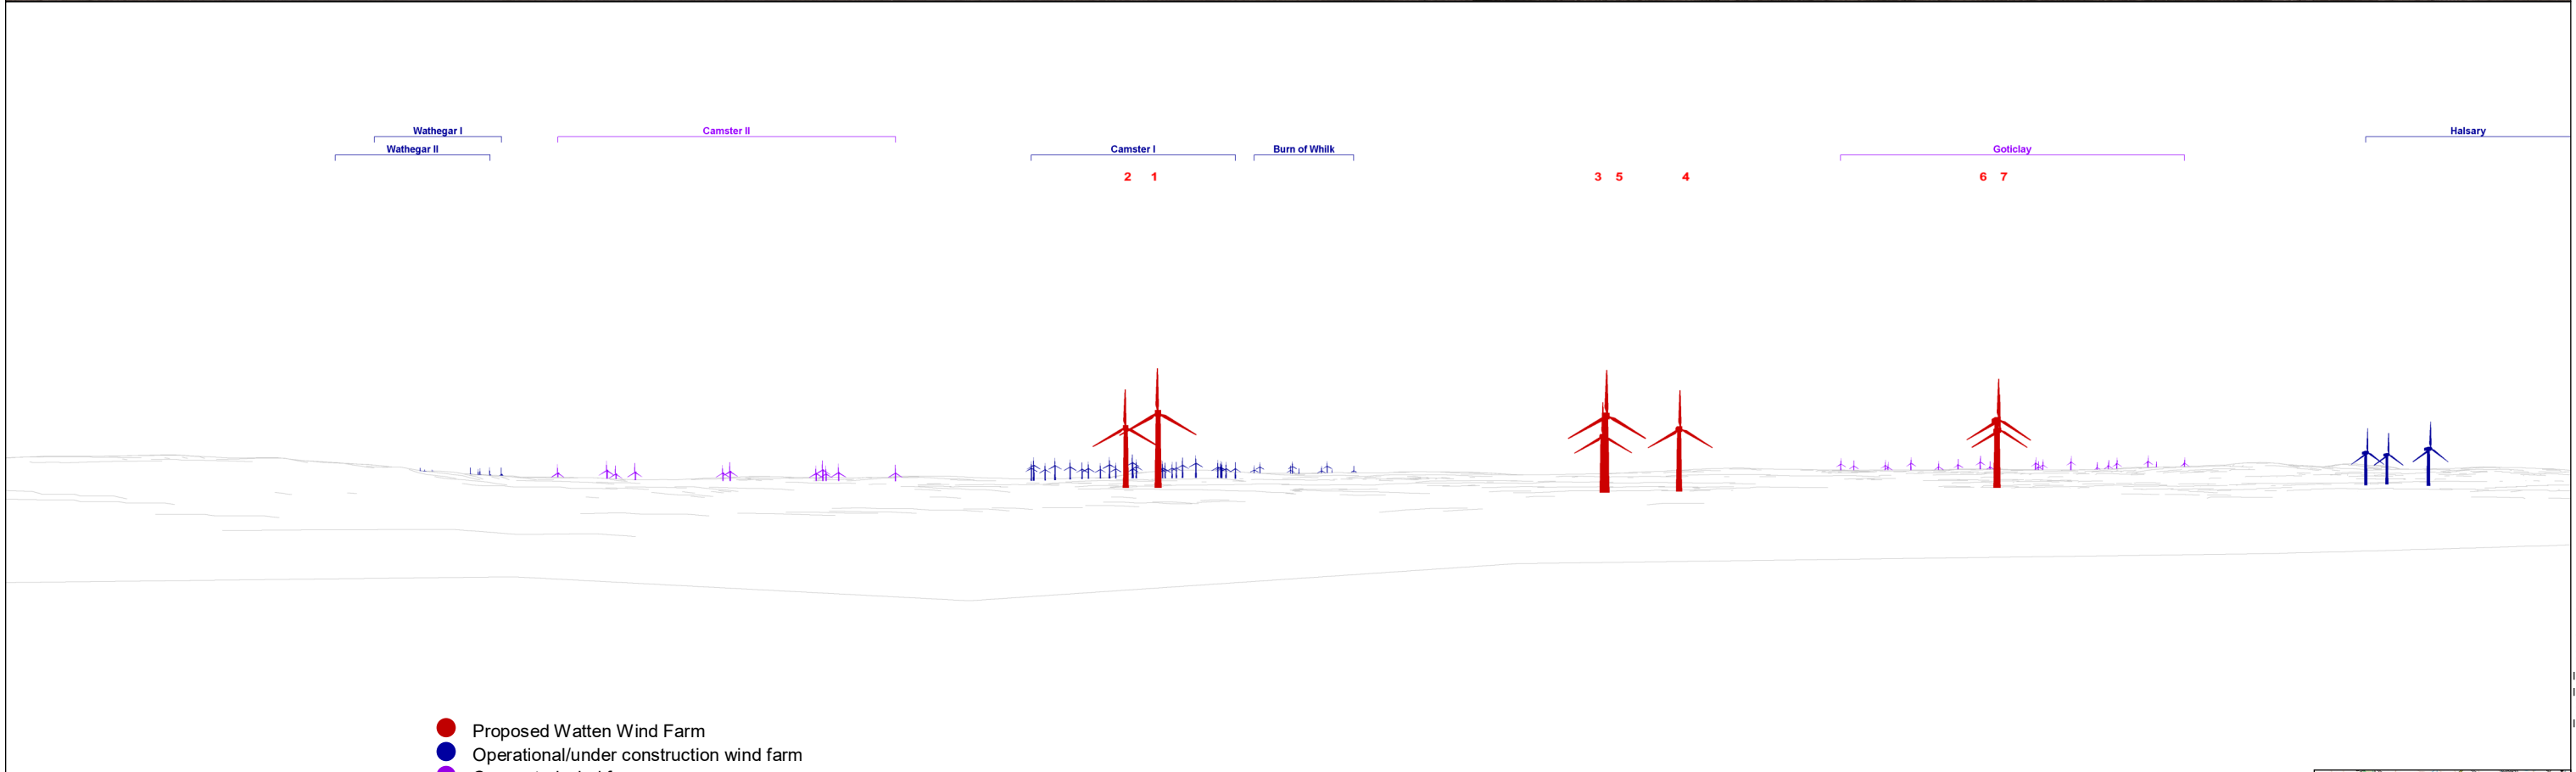 Wathegar I
Camster II
Halsary
Wathegar II
Camster I
Burn of Whilk
Goticlay
2 1 3 5 4 6 7
Proposed Watten Wind Farm
Operational/under construction wind farm